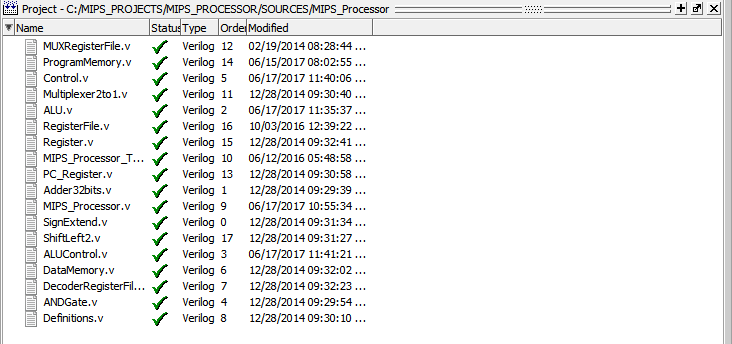 Project - C:/MIPS_PROJECTS/MIPS_PROCESSOR/SOURCES/MIPS_Processor
Name Status Type Order Modified
MUXRegisterFile.v Verilog 12 02/19/2014 08:28:44 ...
ProgramMemory.v Verilog 14 06/15/2017 08:02:55 ...
Control.v Verilog 5 06/17/2017 11:40:06 ...
Multiplexer2to1.v Verilog 11 12/28/2014 09:30:40 ...
ALU.v Verilog 2 06/17/2017 11:35:37 ...
RegisterFile.v Verilog 16 10/03/2016 12:39:22 ...
Register.v Verilog 15 12/28/2014 09:32:41 ...
MIPS_Processor_T... Verilog 10 06/12/2016 05:48:58 ...
PC_Register.v Verilog 13 12/28/2014 09:30:58 ...
Adder32bits.v Verilog 1 12/28/2014 09:29:39 ...
MIPS_Processor.v Verilog 9 06/17/2017 10:55:34 ...
SignExtend.v Verilog 0 12/28/2014 09:31:34 ...
ShiftLeft2.v Verilog 17 12/28/2014 09:31:27 ...
ALUControl.v Verilog 3 06/17/2017 11:41:21 ...
DataMemory.v Verilog 6 12/28/2014 09:32:02 ...
DecoderRegisterFil... Verilog 7 12/28/2014 09:32:23 ...
ANDGate.v Verilog 4 12/28/2014 09:29:54 ...
Definitions.v Verilog 8 12/28/2014 09:30:10 ...